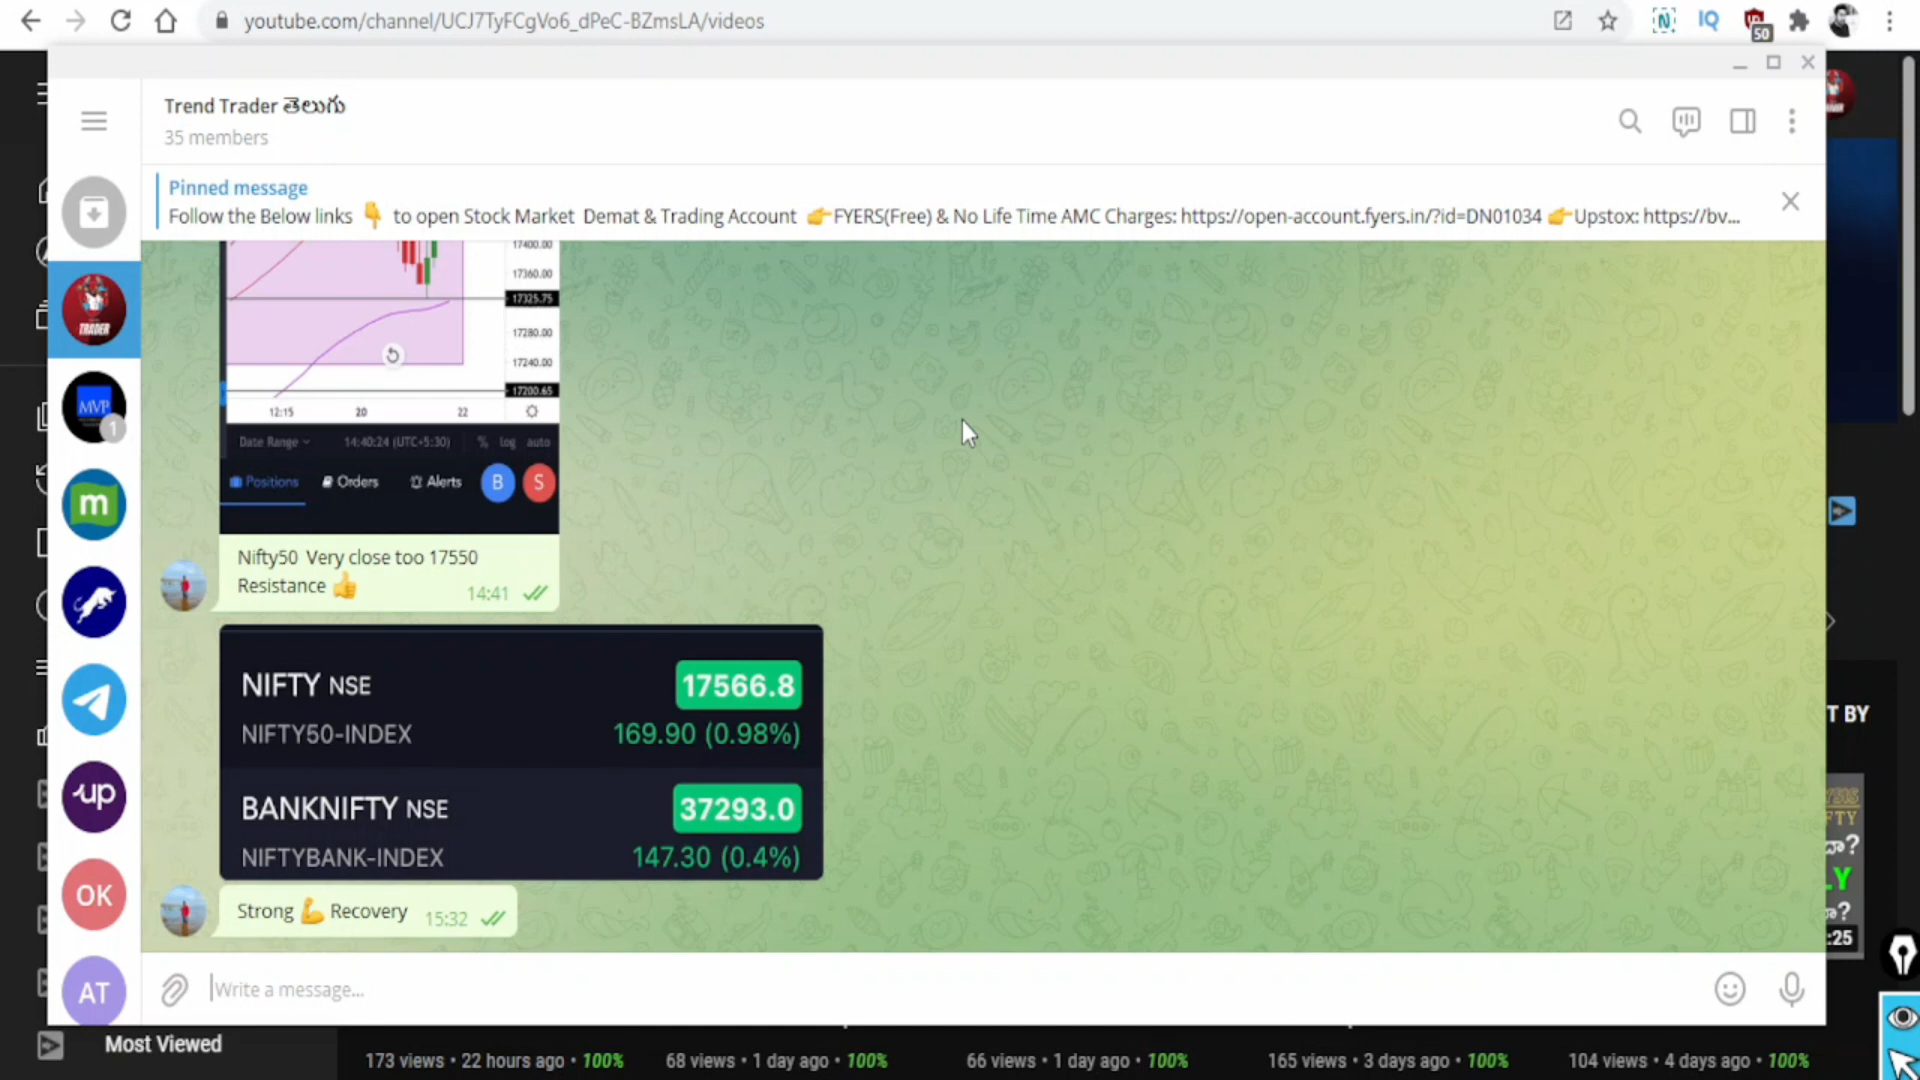 youtube.com/channel/UCJ7TyFCgVo6_dPeC-BZmsLA/videos
50
Trend Trader తెలుగు
35 members
Pinned message
Follow the Below links 👇 to open Stock Market Demat & Trading Account 👉FYERS(Free) & No Life Time AMC Charges: https://open-account.fyers.in/?id=DN01034 👉Upstox: https://bv...
TRADER
MVP
1
m
up
OK
AT
17400.00
17360.00
17325.75
17280.00
17240.00
17200.65
12:15 20 22
Date Range 14:40:24 (UTC+5:30) % log auto
Positions Orders Alerts B S
Nifty50 Very close too 17550
Resistance 👍 14:41
NIFTY NSE 17566.8
NIFTY50-INDEX 169.90 (0.98%)
BANKNIFTY NSE 37293.0
NIFTYBANK-INDEX 147.30 (0.4%)
Strong 💪 Recovery 15:32
Write a message...
T BY
:25
Most Viewed
173 views • 22 hours ago • 100% 68 views • 1 day ago • 100% 66 views • 1 day ago • 100% 165 views • 3 days ago • 100% 104 views • 4 days ago • 100%